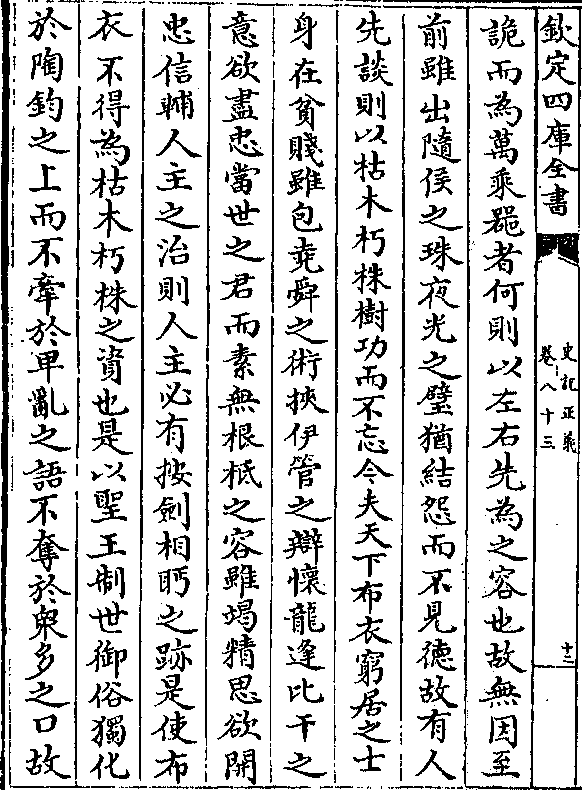 欽定四庫全書
史記正義
卷八十三
十二
詭而為萬乘器者何則以左右先為之容也故無因至
前雖出隨侯之珠夜光之璧猶結怨而不見德故有人
先談則以枯木朽株樹功而不忘今夫天下布衣窮居之士
身在貧賤雖包堯舜之術挾伊管之辯懷龍逢比干之
意欲盡忠當世之君而素無根柢之容雖竭精思欲開
忠信輔人主之治則人主必有按劍相眄之跡是使布
衣不得為枯木朽株之資也是以聖王制世御俗獨化
於陶鈞之上而不牽於卑亂之語不奪於衆多之口故